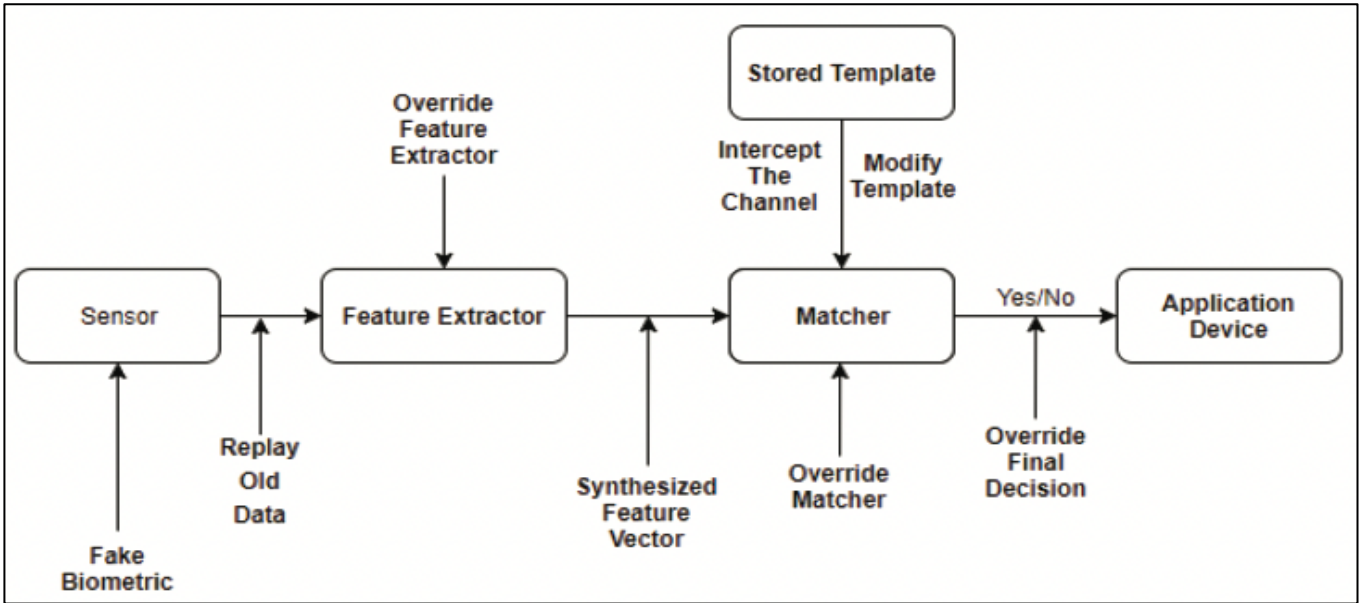 Stored Template
Override
Feature
Extractor
Intercept
The
Channel
Modify
Template
Sensor
Feature Extractor
Matcher
Yes/No
Application
Device
Replay
Old
Data
Fake
Biometric
Synthesized
Feature
Vector
Override
Matcher
Override
Final
Decision